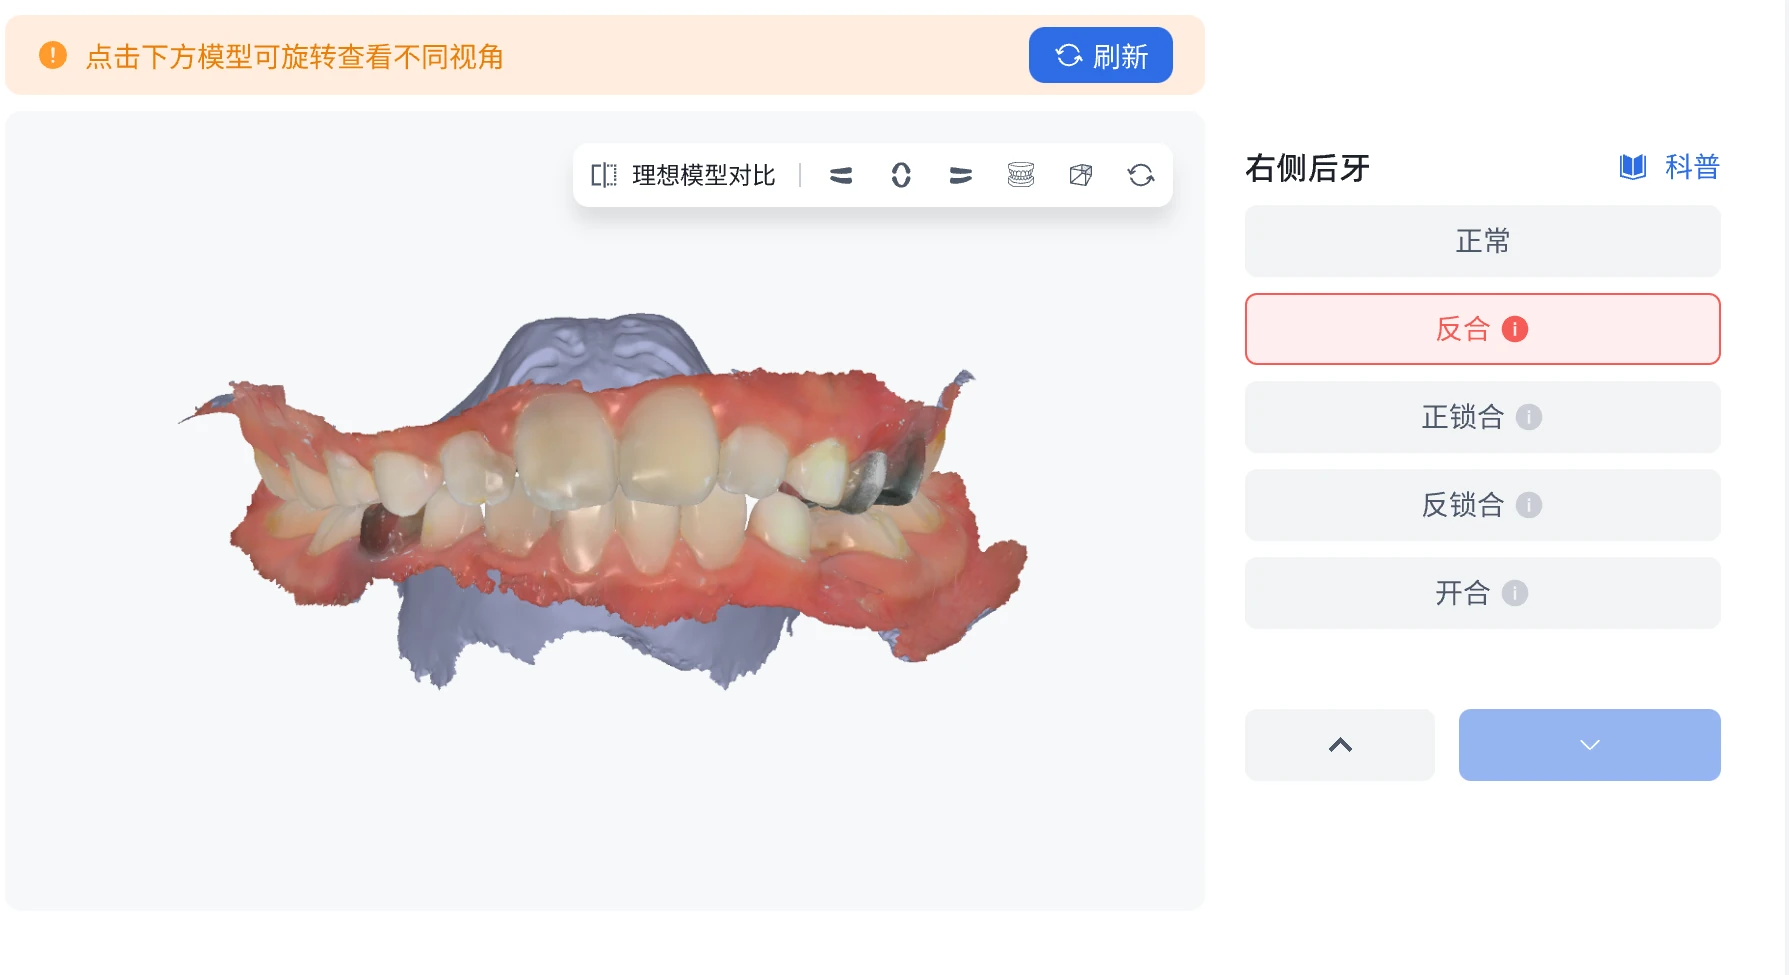 点击下方模型可旋转查看不同视角
刷新
理想模型对比
右侧后牙
科普
正常
反合
正锁合
反锁合
开合